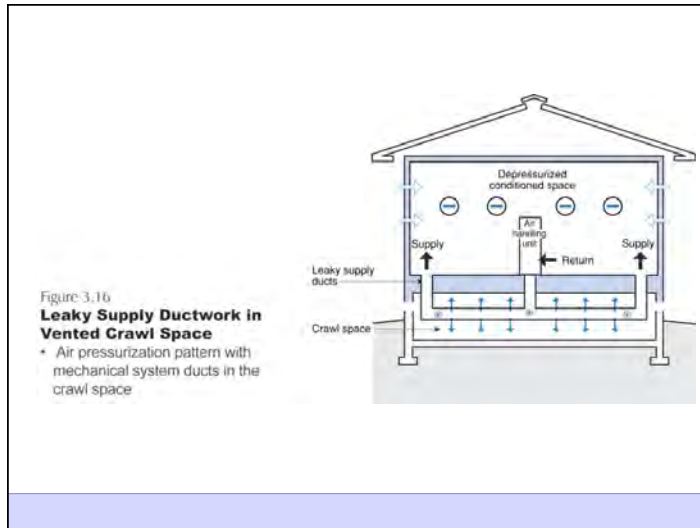 Figure 3.16
Leaky Supply Ductwork in
Vented Crawl Space
• Air pressurization pattern with
mechanical system ducts in the
crawl space
Depressurized
conditioned space
Air
handling
unit
Supply
Supply
Return
Leaky supply
ducts
Crawl space